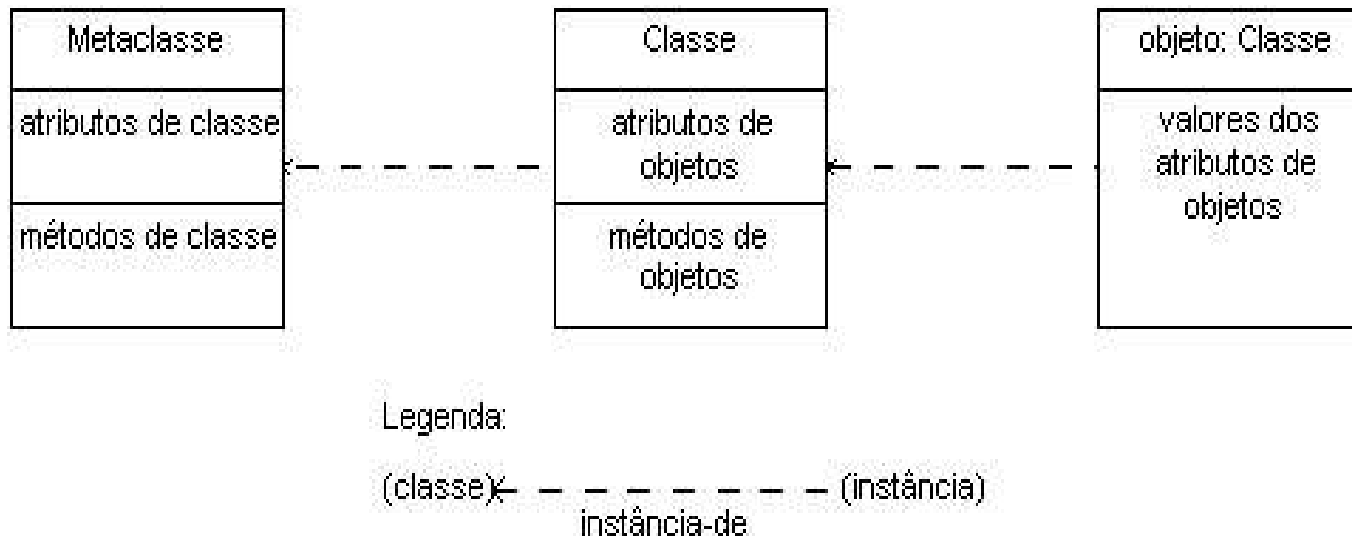 Metaclasse
atributos de classe
métodos de classe
Classe
atributos de
objetos
métodos de
objetos
objeto: Classe
valores dos
atributos de
objetos
Legenda:
(classe) (instância)
instância-de